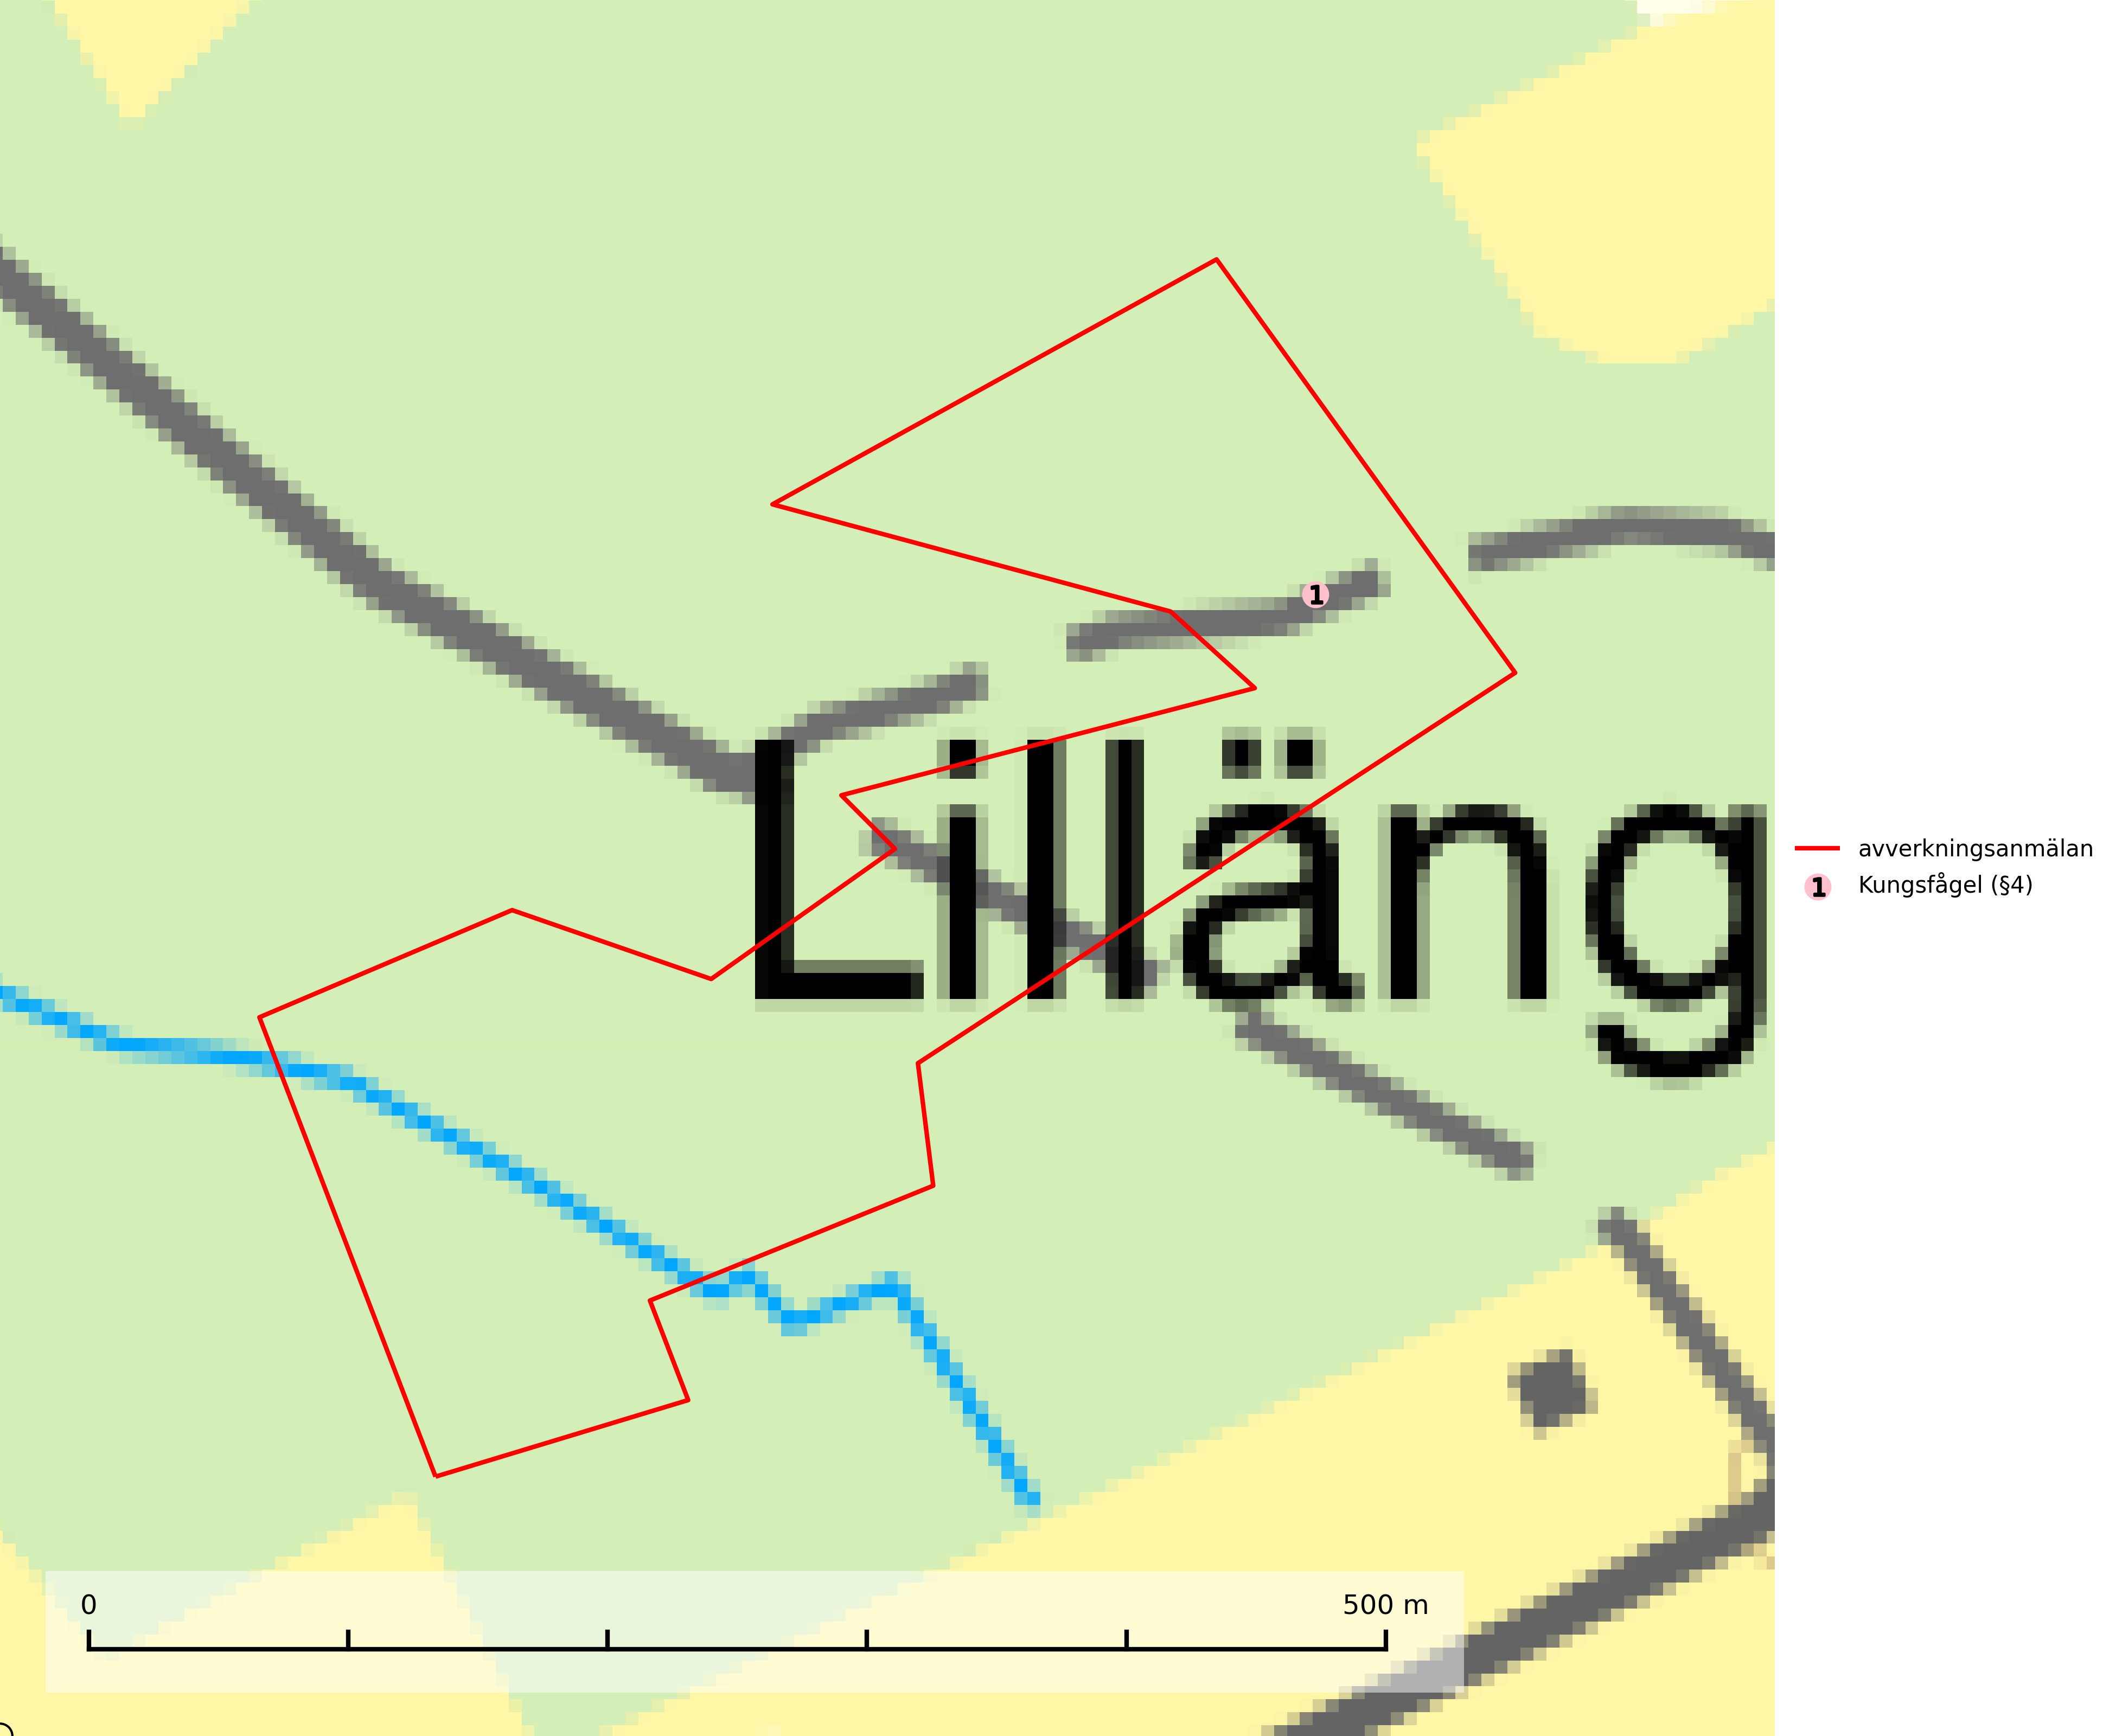 1
Lilläng
avverkningsanmälan
1 Kungsfågel (§4)
0 500 m